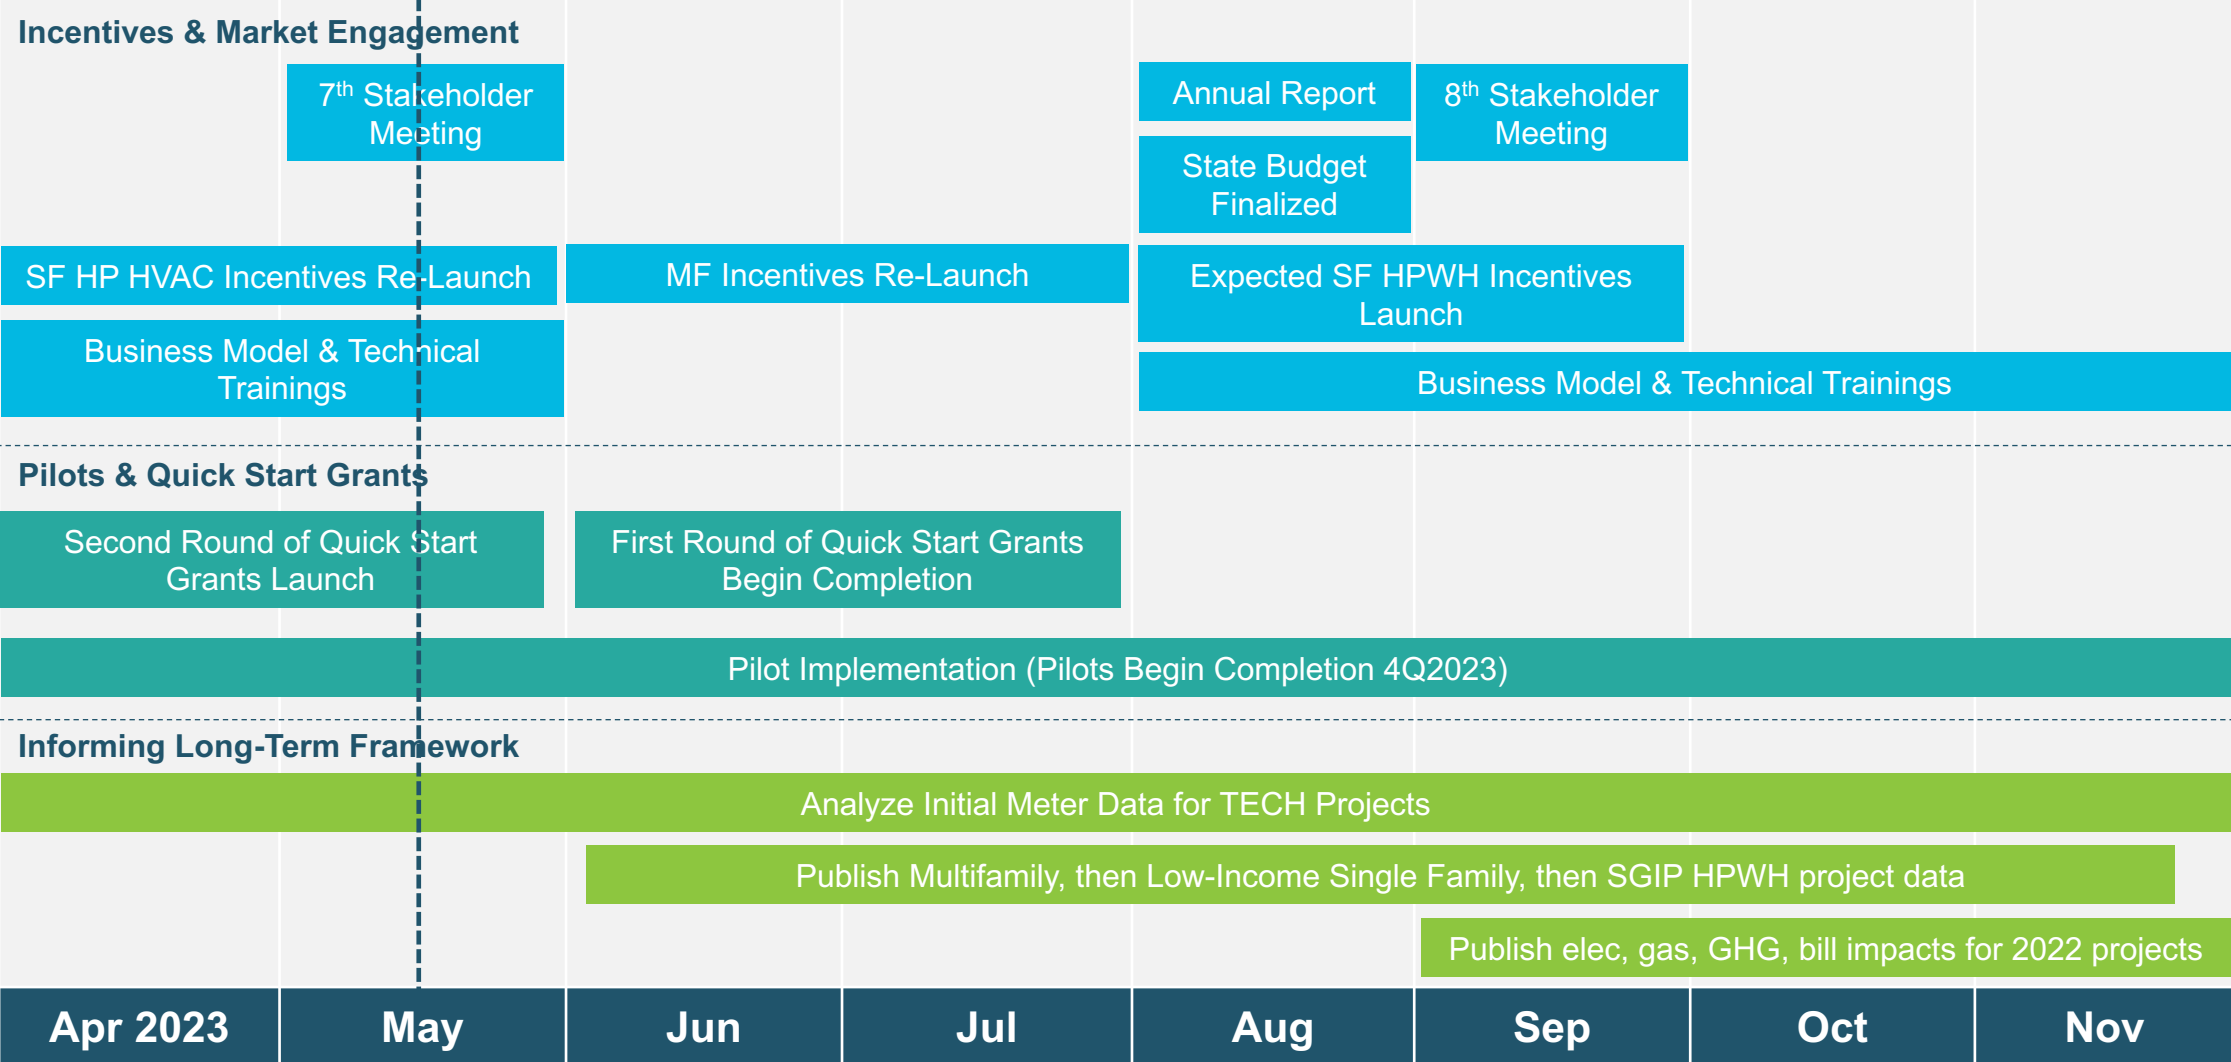 Incentives & Market Engagement
7th Stakeholder
Meeting
Annual Report
8th Stakeholder
Meeting
State Budget
Finalized
SF HP HVAC Incentives Re-Launch
MF Incentives Re-Launch
Expected SF HPWH Incentives
Launch
Business Model & Technical
Trainings
Business Model & Technical Trainings
Pilots & Quick Start Grants
Second Round of Quick Start
Grants Launch
First Round of Quick Start Grants
Begin Completion
Pilot Implementation (Pilots Begin Completion 4Q2023)
Informing Long-Term Framework
Analyze Initial Meter Data for TECH Projects
Publish Multifamily, then Low-Income Single Family, then SGIP HPWH project data
Publish elec, gas, GHG, bill impacts for 2022 projects
Apr 2023 May Jun Jul Aug Sep Oct Nov